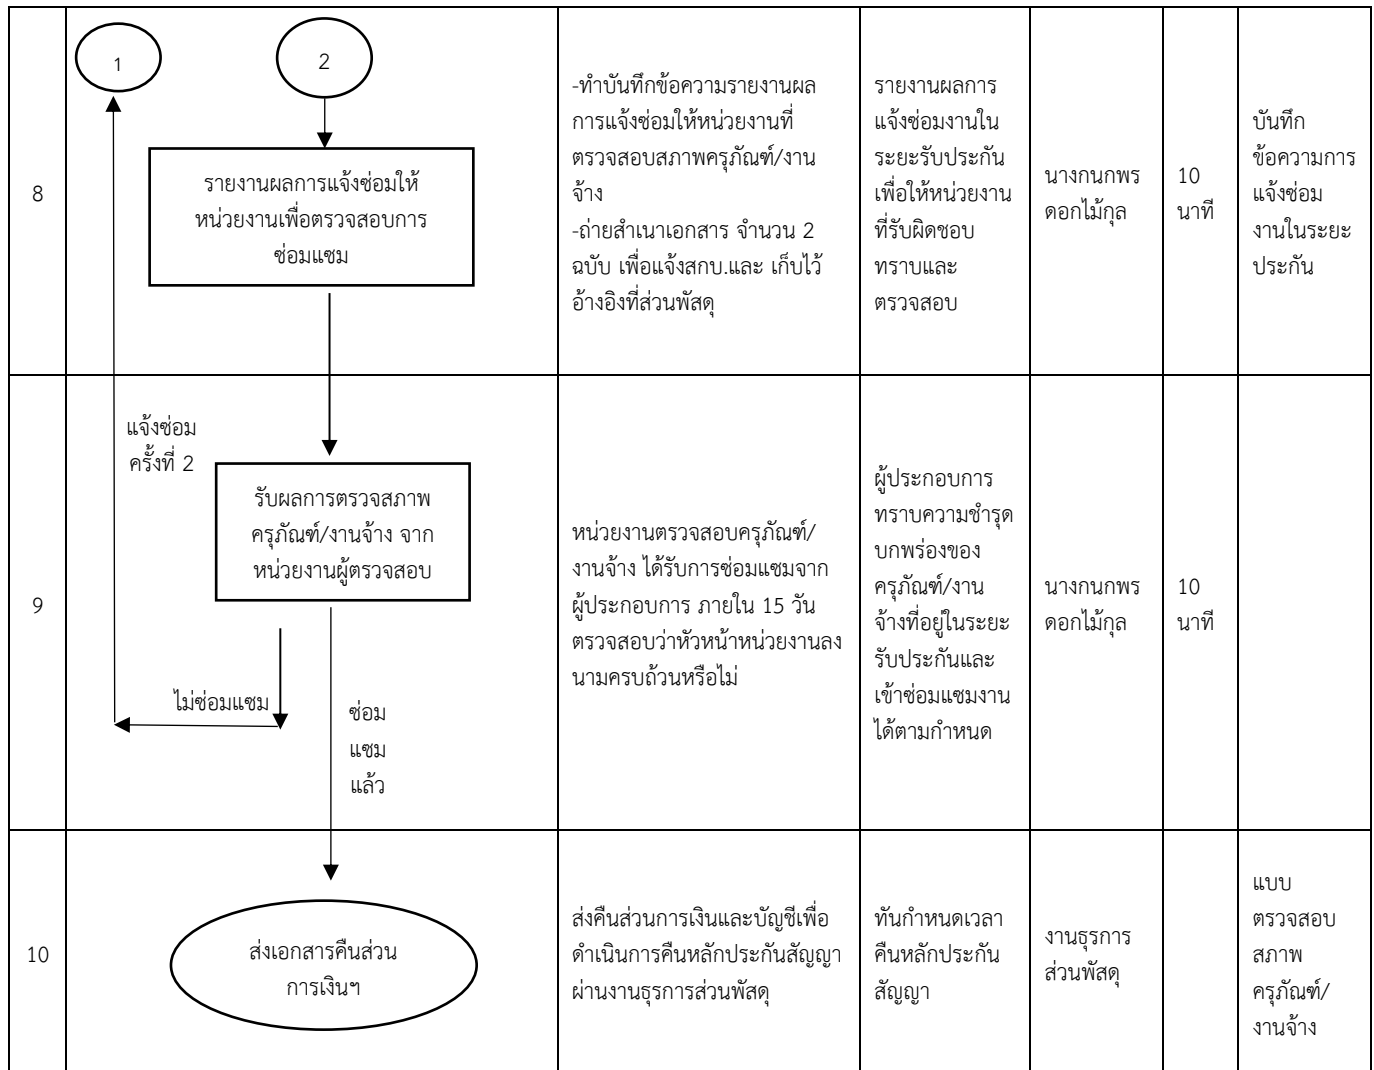 8
1
2
รายงานผลการแจ้งซ่อมให้
หน่วยงานเพื่อตรวจสอบการ
ซ่อมแซม
-ทำบันทึกข้อความรายงานผล
การแจ้งซ่อมให้หน่วยงานที่
ตรวจสอบสภาพครุภัณฑ์/งาน
จ้าง
-ถ่ายสำเนาเอกสาร จำนวน 2
ฉบับ เพื่อแจ้งสกบ.และ เก็บไว้
อ้างอิงที่ส่วนพัสดุ
รายงานผลการ
แจ้งซ่อมงานใน
ระยะรับประกัน
เพื่อให้หน่วยงาน
ที่รับผิดชอบ
ทราบและ
ตรวจสอบ
นางกนกพร
ดอกไม้กุล
10
นาที
บันทึก
ข้อความการ
แจ้งซ่อม
งานในระยะ
ประกัน
9
แจ้งซ่อม
ครั้งที่ 2
รับผลการตรวจสภาพ
ครุภัณฑ์/งานจ้าง จาก
หน่วยงานผู้ตรวจสอบ
ไม่ซ่อมแซม
ซ่อม
แซม
แล้ว
หน่วยงานตรวจสอบครุภัณฑ์/
งานจ้าง ได้รับการซ่อมแซมจาก
ผู้ประกอบการ ภายใน 15 วัน
ตรวจสอบว่าหัวหน้าหน่วยงานลง
นามครบถ้วนหรือไม่
ผู้ประกอบการ
ทราบความชำรุด
บกพร่องของ
ครุภัณฑ์/งาน
จ้างที่อยู่ในระยะ
รับประกันและ
เข้าซ่อมแซมงาน
ได้ตามกำหนด
นางกนกพร
ดอกไม้กุล
10
นาที
10
ส่งเอกสารคืนส่วน
การเงินฯ
ส่งคืนส่วนการเงินและบัญชีเพื่อ
ดำเนินการคืนหลักประกันสัญญา
ผ่านงานธุรการส่วนพัสดุ
ทันกำหนดเวลา
คืนหลักประกัน
สัญญา
งานธุรการ
ส่วนพัสดุ
แบบ
ตรวจสอบ
สภาพ
ครุภัณฑ์/
งานจ้าง